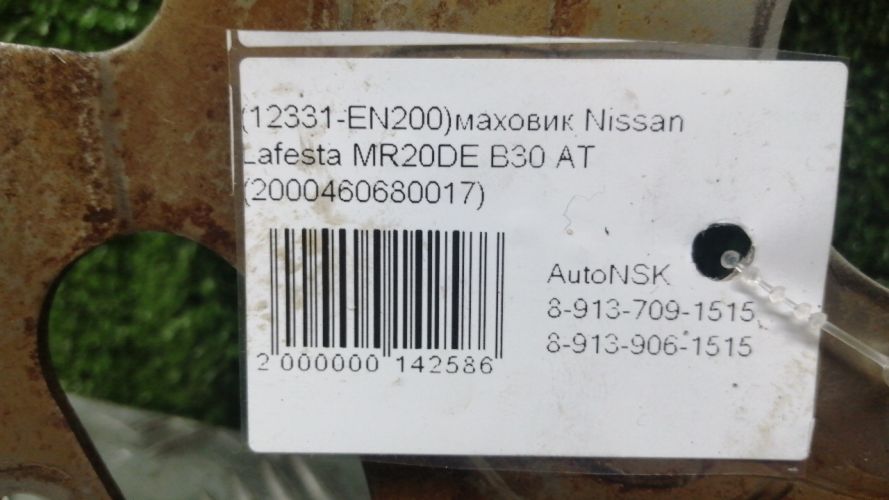 (12331-EN200)маховик Nissan
Lafesta MR20DE B30 AT
(2000460680017)
AutoNSK
8-913-709-1515
8-913-906-1515
2 000000 142586